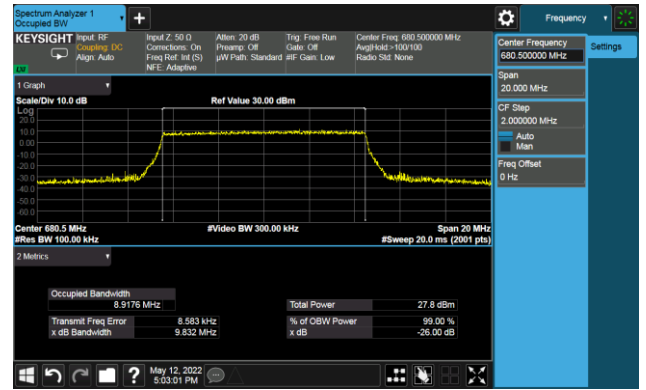 Spectrum Analyzer 1
Occupied BW
Frequency
KEYSIGHT
Input: RF
Coupling: DC
Align: Auto
Input Z: 50 Ω
Corrections: On
Freq Ref: Int (S)
NFE: Adaptive
Atten: 20 dB
Preamp: Off
µW Path: Standard
Trig: Free Run
Gate: Off
#IF Gain: Low
Center Freq: 680.500000 MHz
Avg|Hold:>100/100
Radio Std: None
Center Frequency
680.500000 MHz
Settings
Span
20.000 MHz
CF Step
2.000000 MHz
Auto
Man
Freq Offset
0 Hz
1 Graph
Scale/Div 10.0 dB
Ref Value 30.00 dBm
Log
20.0
10.0
0.00
-10.0
-20.0
-30.0
-40.0
-50.0
-60.0
Center 680.5 MHz
#Video BW 300.00 kHz
Span 20 MHz
#Res BW 100.00 kHz
#Sweep 20.0 ms (2001 pts)
2 Metrics
Occupied Bandwidth
8.9176 MHz
Total Power
27.8 dBm
Transmit Freq Error
8.583 kHz
% of OBW Power
99.00 %
x dB Bandwidth
9.832 MHz
x dB
-26.00 dB
?
May 12, 2022
5:03:01 PM